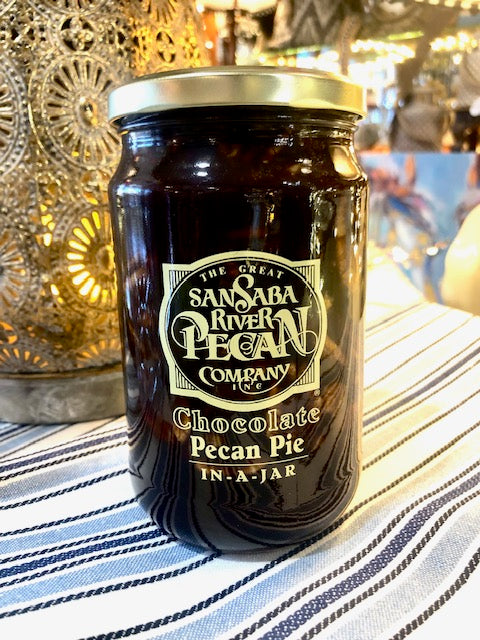 THE GREAT
SANSABA
RIVER
PECAN
COMPANY
INC
®
Chocolate
Pecan Pie
IN-A-JAR